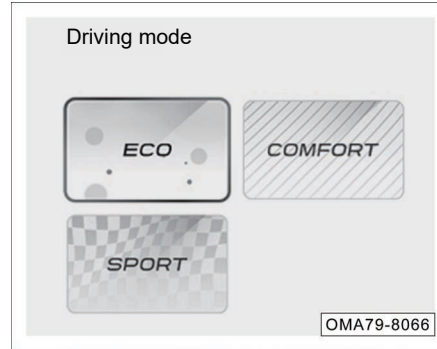 Driving mode
ECO
COMFORT
SPORT
OMA79-8066